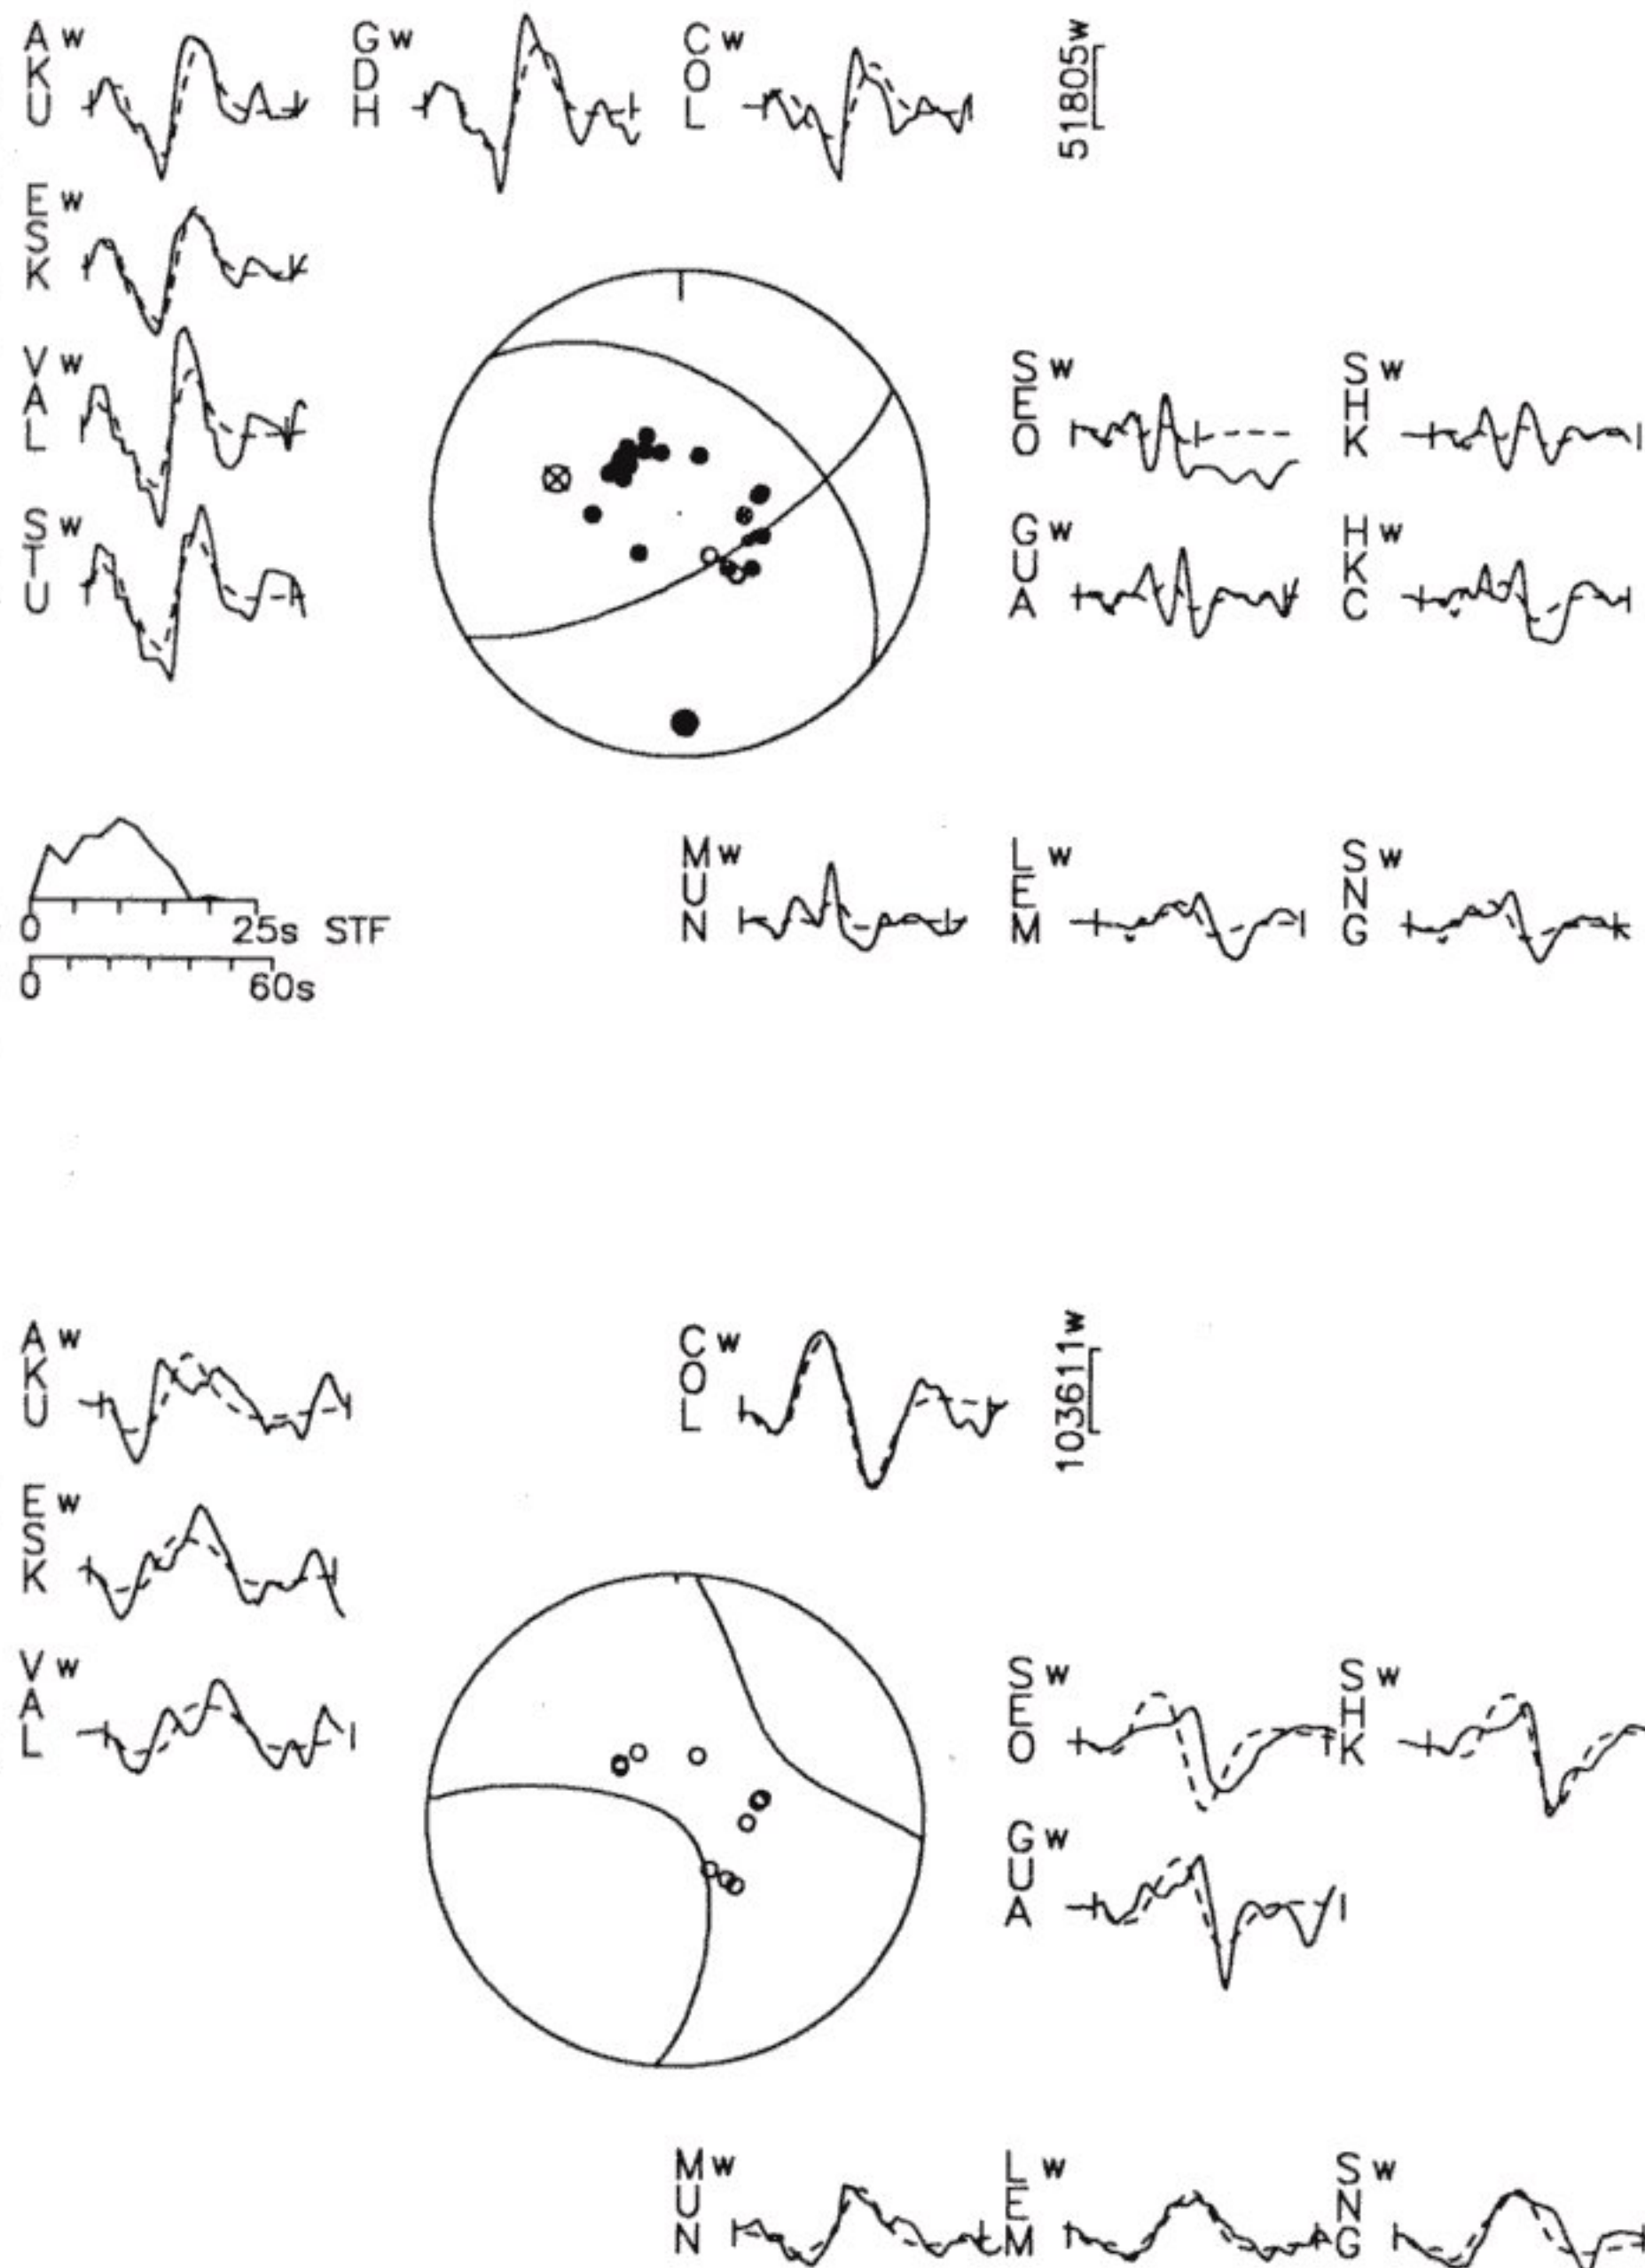 AKU w
GDH w
COL w
51805w
ESK w
VAL w
STU w
SEO w
SHK w
GUA w
HKC w
MUN w
LEM w
SNG w
0 25s STF
0 60s
AKU w
COL w
103611w
ESK w
VAL w
SEO w
SHK w
GUA w
MUN w
LEM w
SNG w